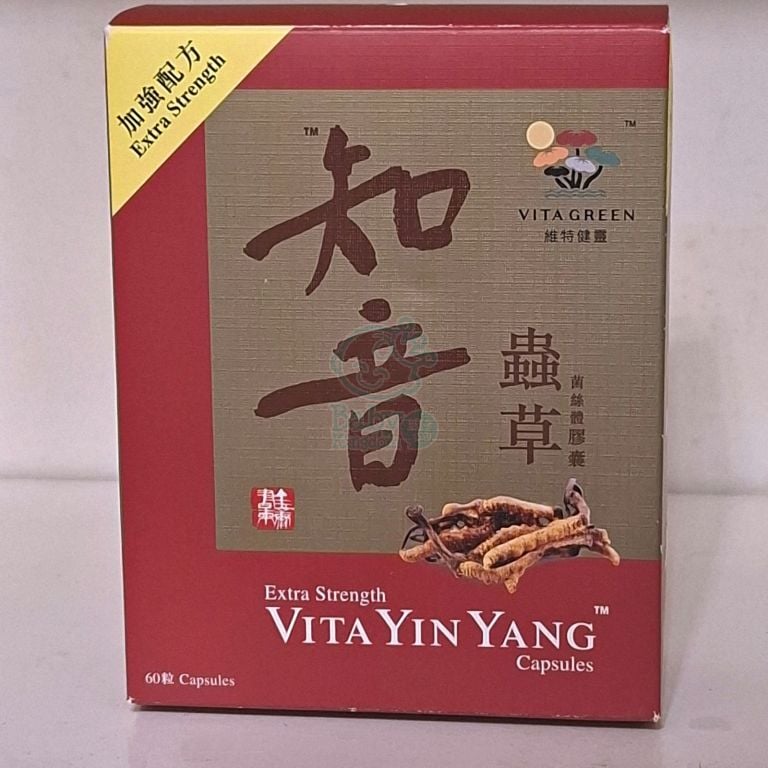 加強配方
Extra Strength
TM
知音
TM
VITA GREEN
維特健靈
蟲草
菌絲體膠囊
Extra Strength
VITA YIN YANG™
Capsules
60粒 Capsules